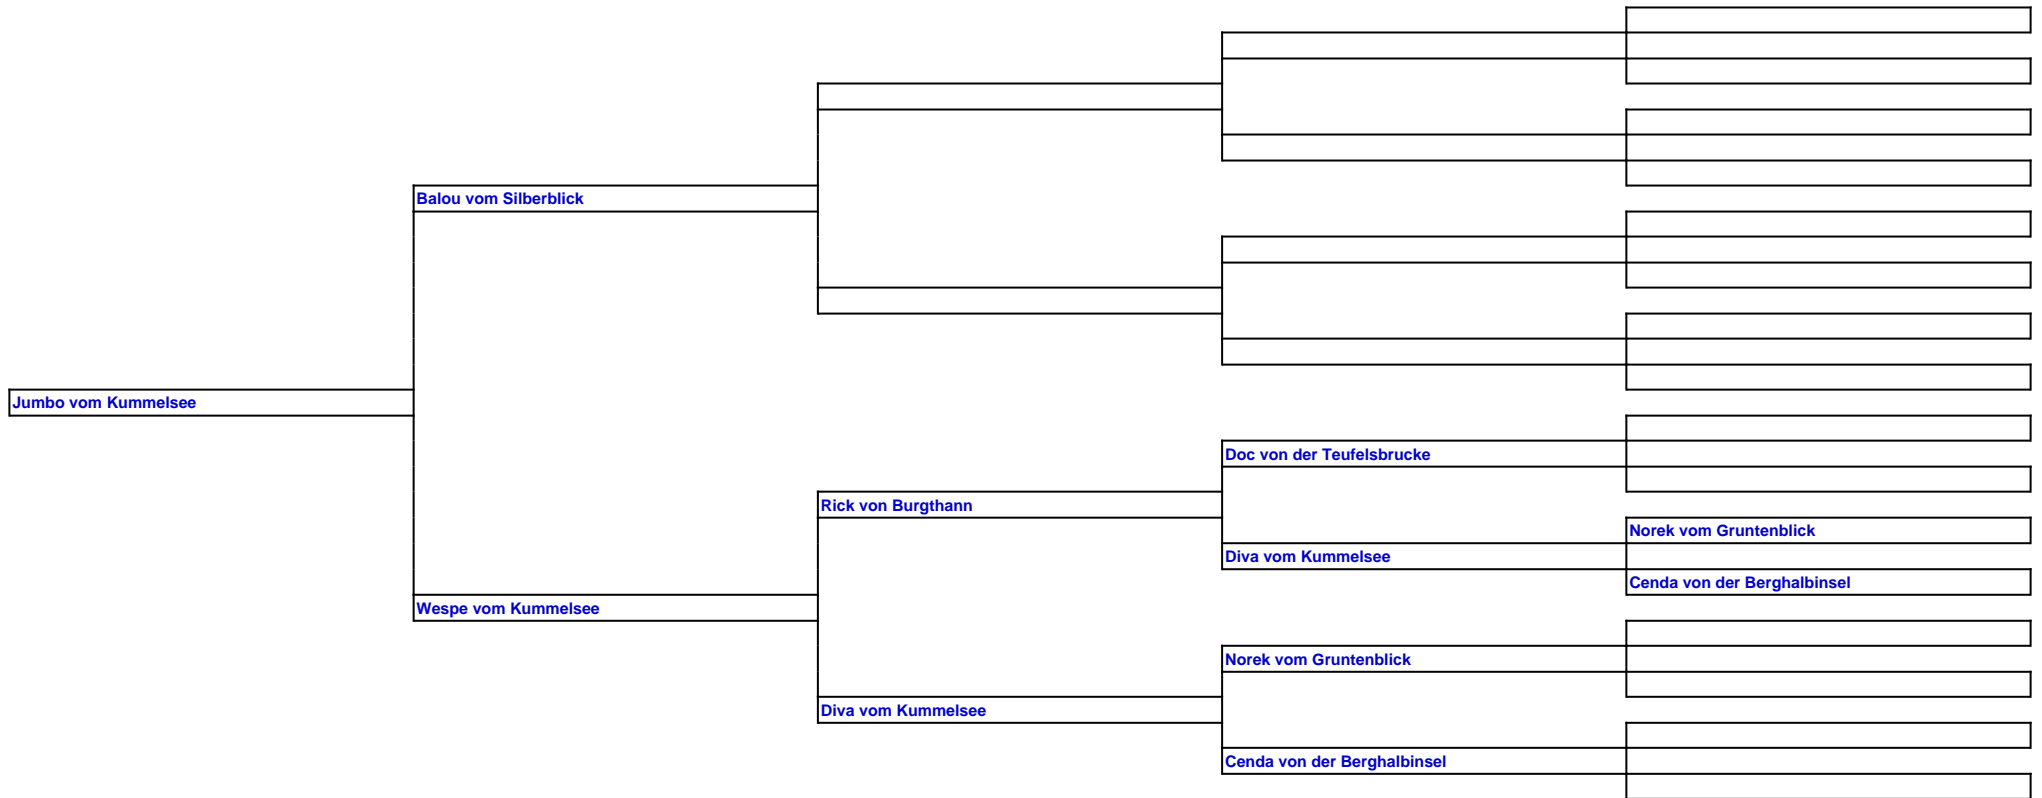 Balou vom Silberblick
Jumbo vom Kummelsee
Doc von der Teufelsbrucke
Rick von Burgthann
Norek vom Gruntenblick
Diva vom Kummelsee
Cenda von der Berghalbinsel
Wespe vom Kummelsee
Norek vom Gruntenblick
Diva vom Kummelsee
Cenda von der Berghalbinsel